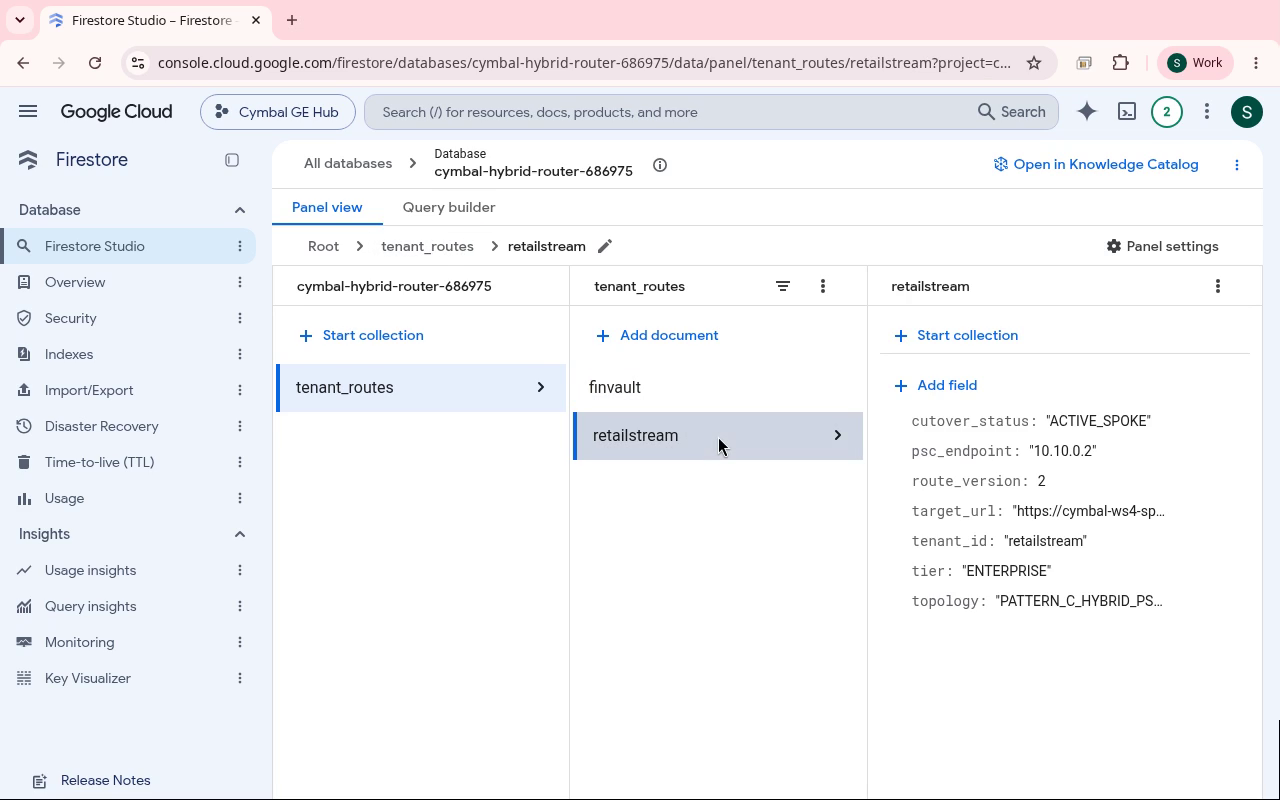 Firestore Studio – Firestore
console.cloud.google.com/firestore/databases/cymbal-hybrid-router-686975/data/panel/tenant_routes/retailstream?project=c...
S Work
Google Cloud
Cymbal GE Hub
Search (/) for resources, docs, products, and more
Search
2
S
Firestore
All databases
Database
cymbal-hybrid-router-686975
Open in Knowledge Catalog
Database
Firestore Studio
Overview
Security
Indexes
Import/Export
Disaster Recovery
Time-to-live (TTL)
Usage
Insights
Usage insights
Query insights
Monitoring
Key Visualizer
Release Notes
Panel view
Query builder
Root
tenant_routes
retailstream
Panel settings
cymbal-hybrid-router-686975
Start collection
tenant_routes
tenant_routes
Add document
finvault
retailstream
retailstream
Start collection
Add field
cutover_status: "ACTIVE_SPOKE"
psc_endpoint: "10.10.0.2"
route_version: 2
target_url: "https://cymbal-ws4-sp...
tenant_id: "retailstream"
tier: "ENTERPRISE"
topology: "PATTERN_C_HYBRID_PS...